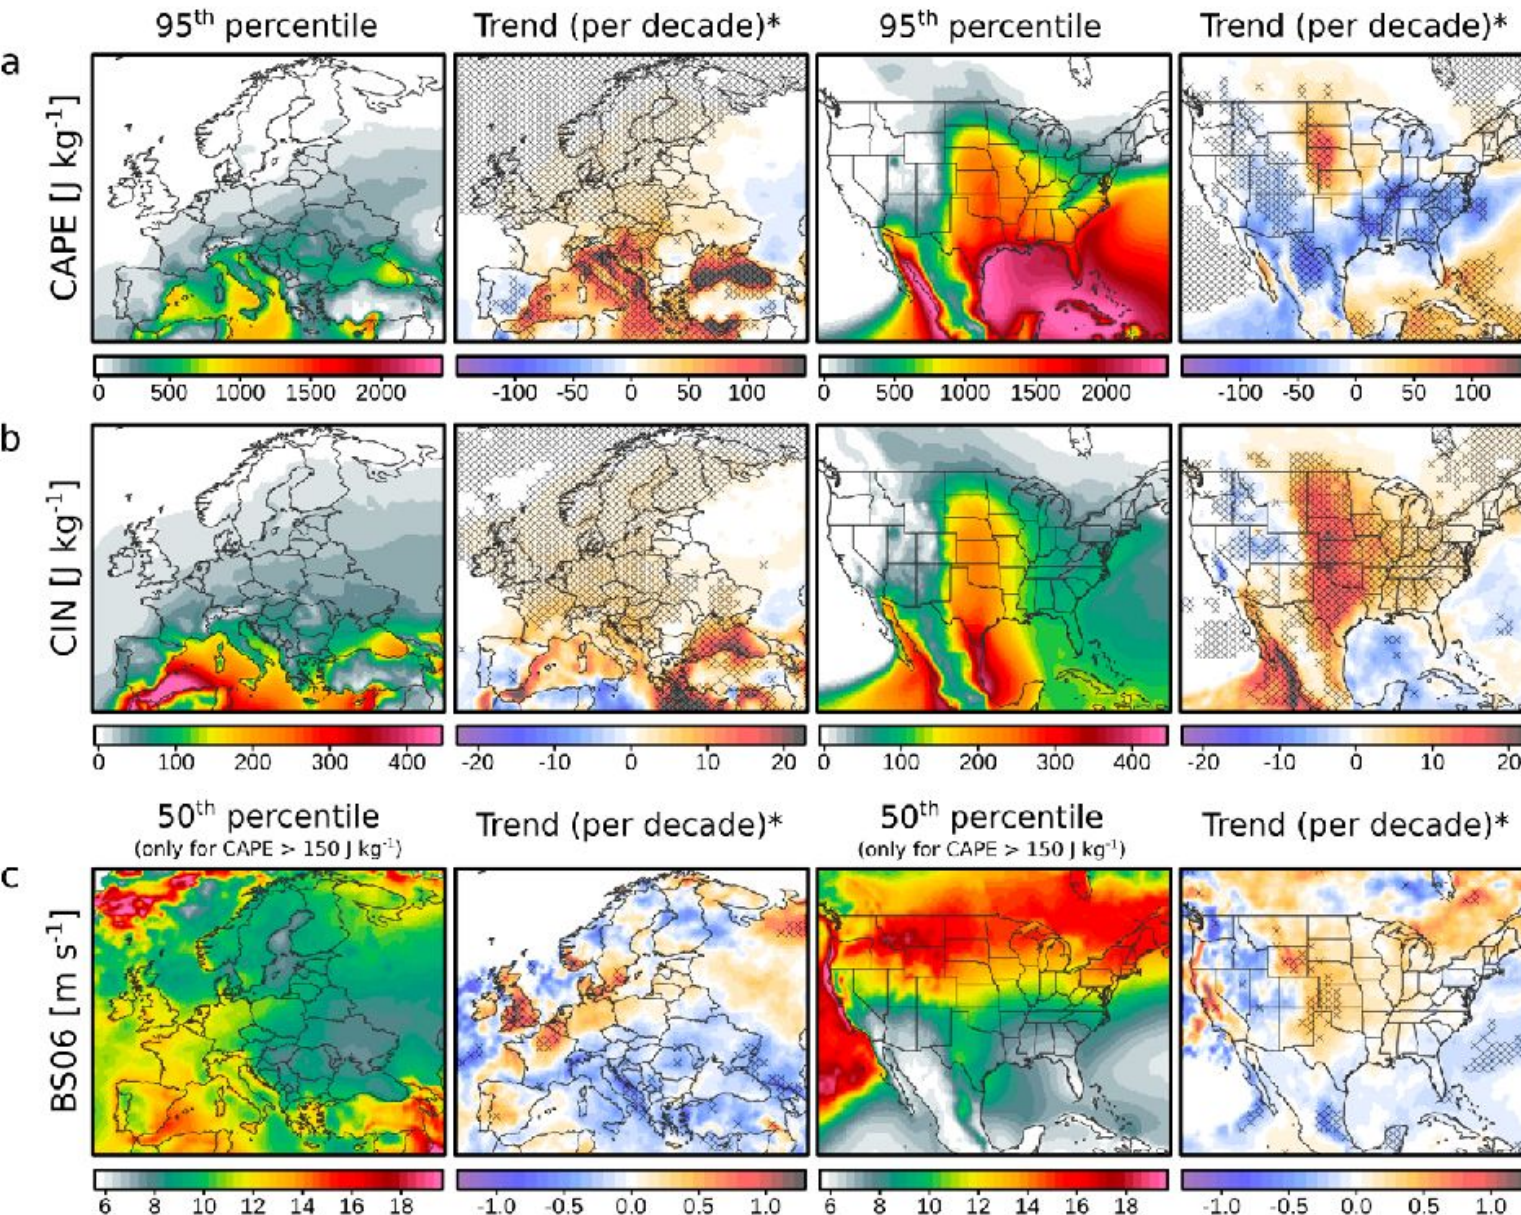 95th percentile Trend (per decade)* 95th percentile Trend (per decade)*
a
CAPE [J kg-1]
0 500 1000 1500 2000 -100 -50 0 50 100 0 500 1000 1500 2000 -100 -50 0 50 100
b
CIN [J kg-1]
0 100 200 300 400 -20 -10 0 10 20 0 100 200 300 400 -20 -10 0 10 20
50th percentile Trend (per decade)* 50th percentile Trend (per decade)*
(only for CAPE > 150 J kg-1) (only for CAPE > 150 J kg-1)
c
BS06 [m s-1]
6 8 10 12 14 16 18 -1.0 -0.5 0.0 0.5 1.0 6 8 10 12 14 16 18 -1.0 -0.5 0.0 0.5 1.0